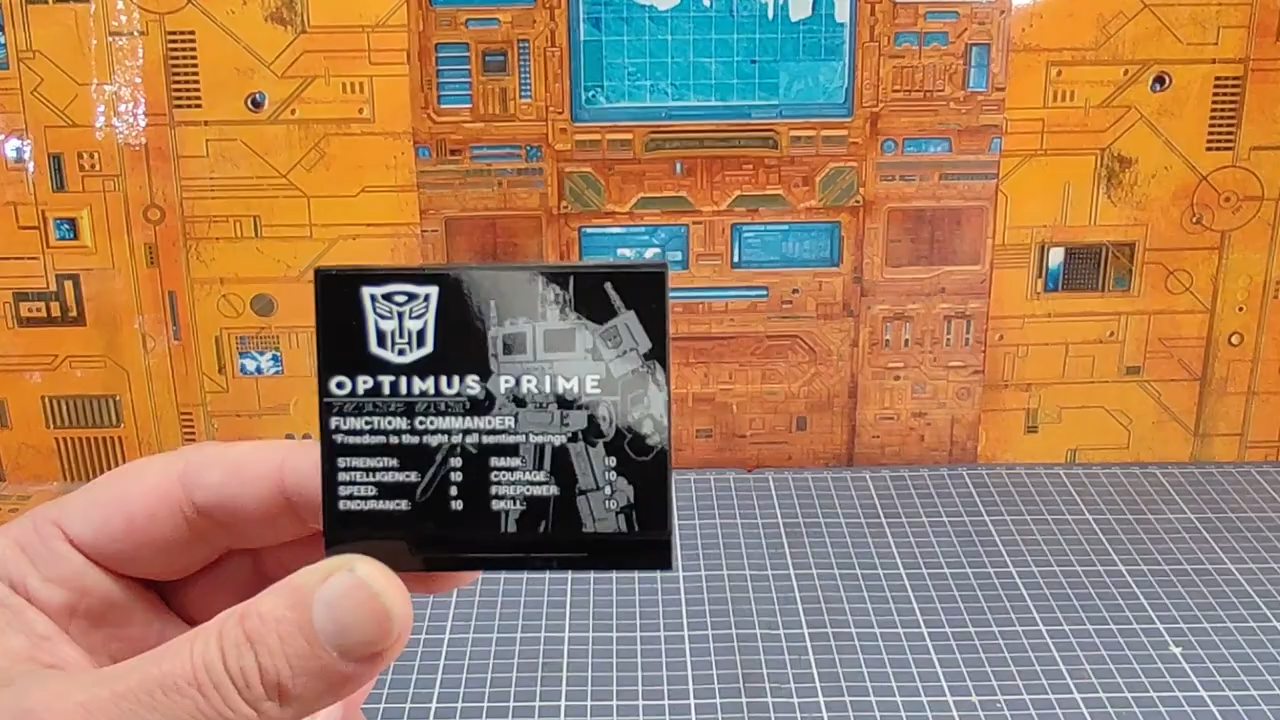 OPTIMUS PRIME
FUNCTION: COMMANDER
"Freedom is the right of all sentient beings"
STRENGTH: 10 RANK: 10
INTELLIGENCE: 10 COURAGE: 10
SPEED: 8 FIREPOWER: 8
ENDURANCE: 10 SKILL: 10